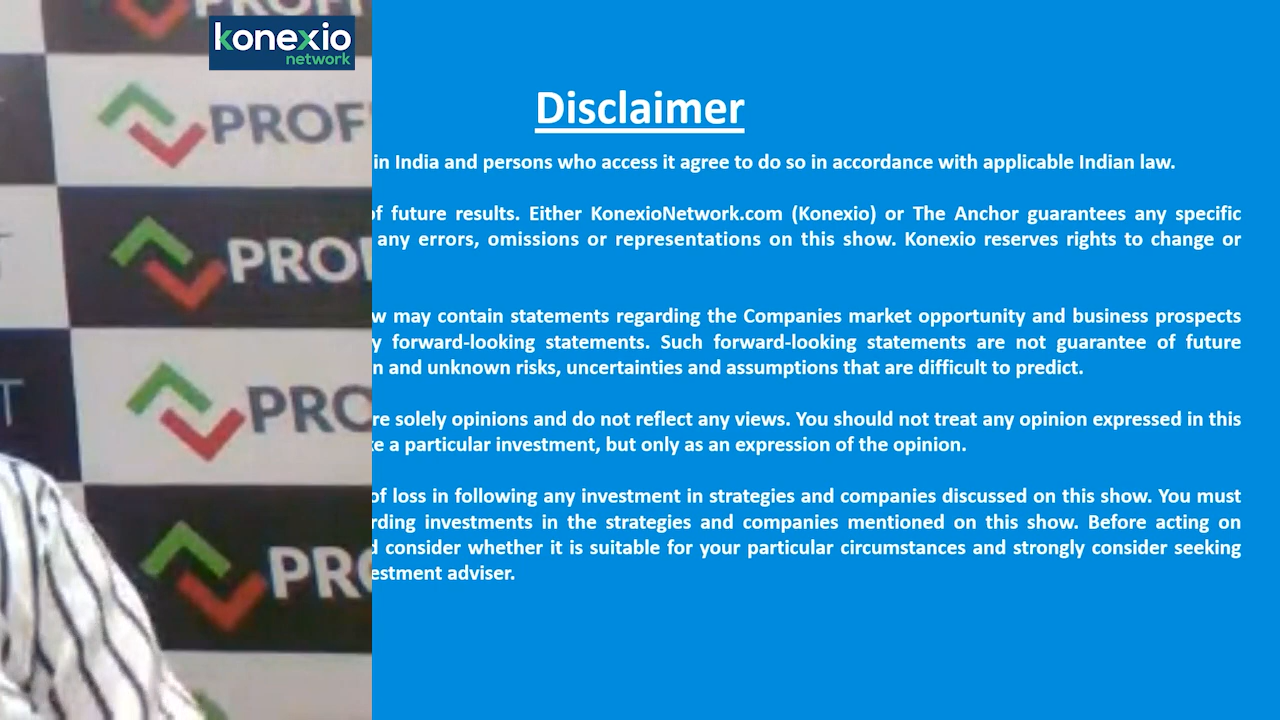 konexio
network
PROF
PRO
PRO
PR
T
Disclaimer
in India and persons who access it agree to do so in accordance with applicable Indian law.
of future results. Either KonexioNetwork.com (Konexio) or The Anchor guarantees any specific
any errors, omissions or representations on this show. Konexio reserves rights to change or
may contain statements regarding the Companies market opportunity and business prospects
forward-looking statements. Such forward-looking statements are not guarantee of future
and unknown risks, uncertainties and assumptions that are difficult to predict.
re solely opinions and do not reflect any views. You should not treat any opinion expressed in this
a particular investment, but only as an expression of the opinion.
of loss in following any investment in strategies and companies discussed on this show. You must
rding investments in the strategies and companies mentioned on this show. Before acting on
consider whether it is suitable for your particular circumstances and strongly consider seeking
estment adviser.